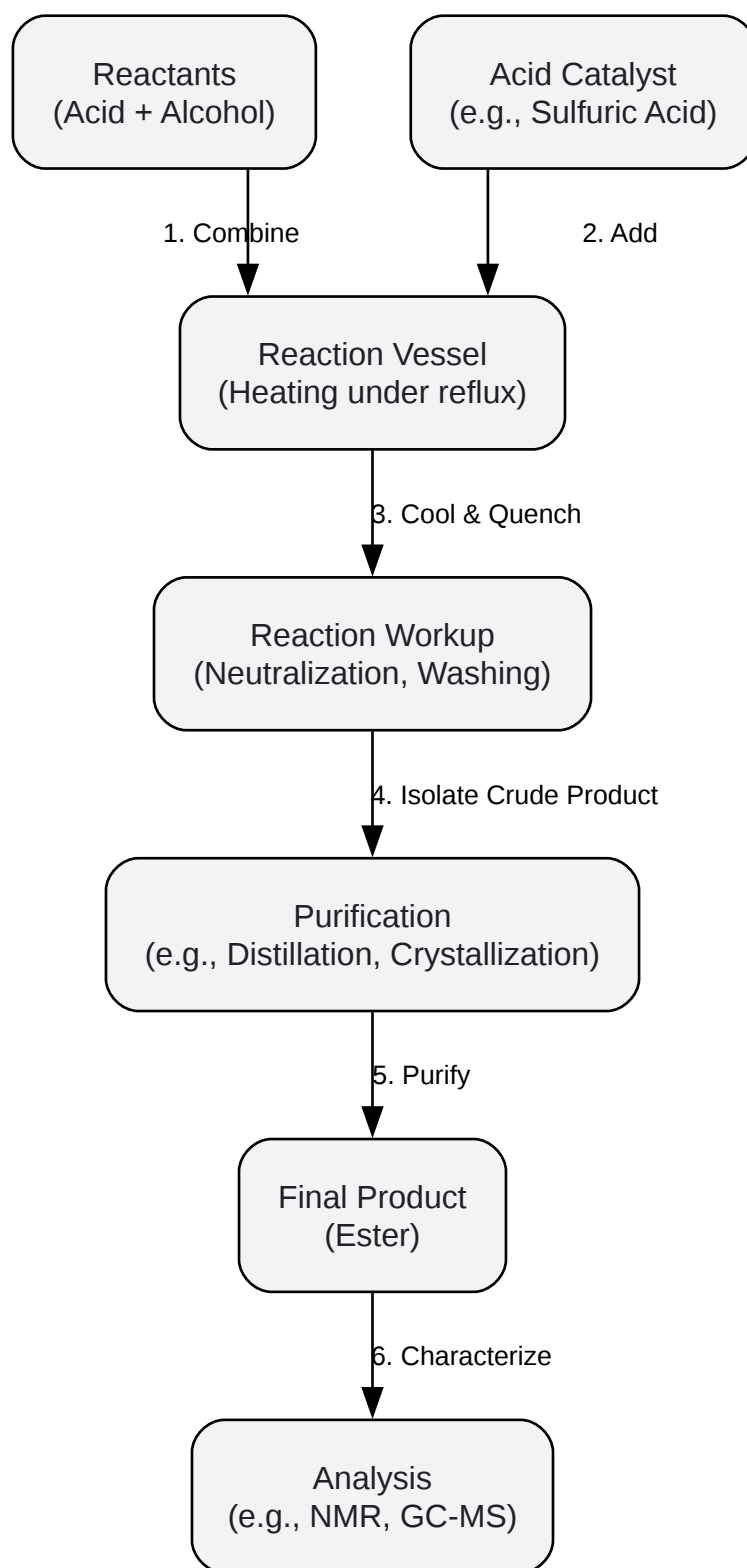 Reactants
(Acid + Alcohol)
Acid Catalyst
(e.g., Sulfuric Acid)
1. Combine
2. Add
Reaction Vessel
(Heating under reflux)
3. Cool & Quench
Reaction Workup
(Neutralization, Washing)
4. Isolate Crude Product
Purification
(e.g., Distillation, Crystallization)
5. Purify
Final Product
(Ester)
6. Characterize
Analysis
(e.g., NMR, GC-MS)